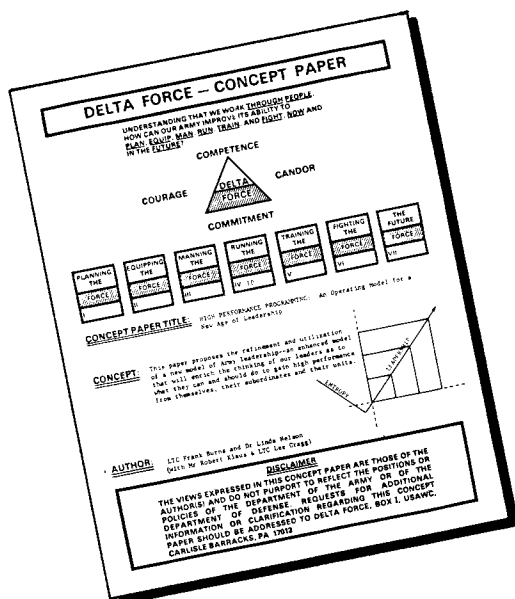 DELTA FORCE – CONCEPT PAPER
UNDERSTANDING THAT WE WORK THROUGH PEOPLE,
HOW CAN OUR ARMY IMPROVE ITS ABILITY TO
PLAN, EQUIP, MAN, RUN, TRAIN, AND FIGHT, NOW AND
IN THE FUTURE?
COMPETENCE
COURAGE
CANDOR
DELTA
FORCE
COMMITMENT
PLANNING
THE
FORCE
I
EQUIPPING
THE
FORCE
II
MANNING
THE
FORCE
III
RUNNING
THE
FORCE
IV
TRAINING
THE
FORCE
V
FIGHTING
THE
FORCE
VI
THE
FUTURE
FORCE
VII
CONCEPT PAPER TITLE: HIGH PERFORMANCE PROGRAMMING: An Operating Model for a
New Age of Leadership
CONCEPT: This paper proposes the refinement and utilization
of a new model of Army leadership--an enhanced model
that will enrich the thinking of our leaders as to
what they can and should do to gain high performance
from themselves, their subordinates and their units.
ENTROPY
LEADERSHIP
AUTHOR: LTC Frank Burns and Dr Linda Nelson
(with Mr Robert Klaus & LTC Lee Cragg)
DISCLAIMER
THE VIEWS EXPRESSED IN THIS CONCEPT PAPER ARE THOSE OF THE
AUTHOR(S) AND DO NOT PURPORT TO REFLECT THE POSITIONS OR
POLICIES OF THE DEPARTMENT OF THE ARMY OR OF THE
DEPARTMENT OF DEFENSE. REQUESTS FOR ADDITIONAL
INFORMATION OR CLARIFICATION REGARDING THIS CONCEPT
PAPER SHOULD BE ADDRESSED TO DELTA FORCE, BOX 1, USAWC,
CARLISLE BARRACKS, PA 17013